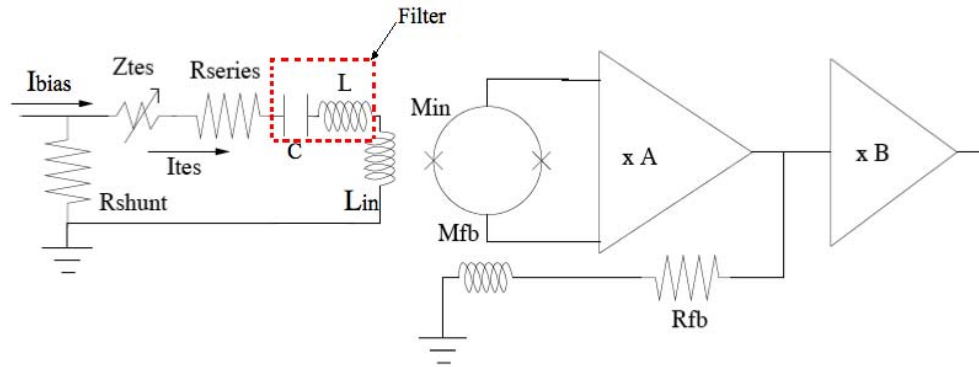 Filter
Ztes
Rseries
L
Ibias
Min
x A
x B
C
Ites
Rshunt
Lin
Mfb
Rfb